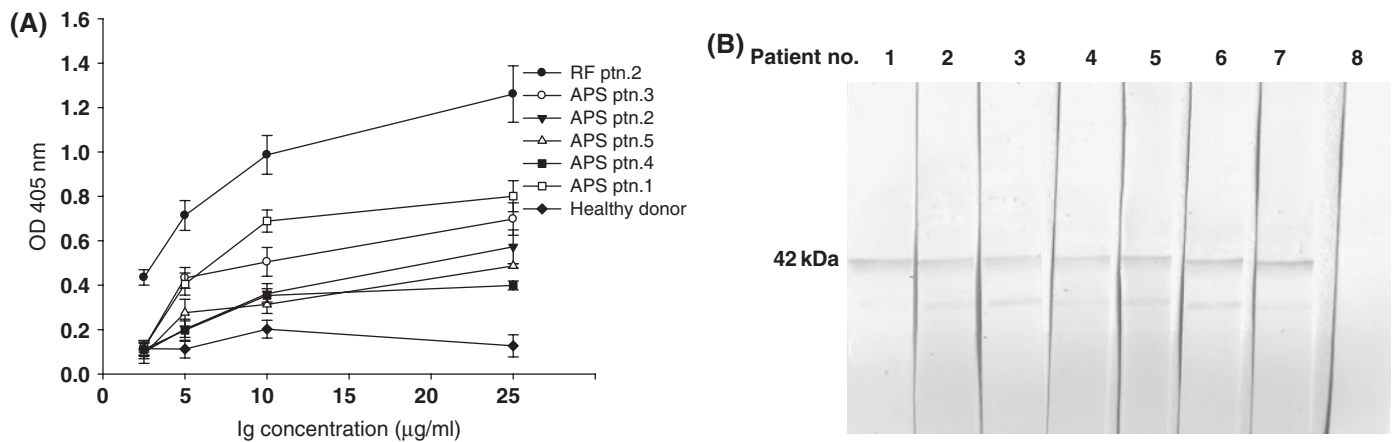 (A)
1.6
1.4
1.2
1.0
0.8
0.6
0.4
0.2
0.0
OD 405 nm
0 5 10 15 20 25
Ig concentration (μg/ml)
RF ptn.2
APS ptn.3
APS ptn.2
APS ptn.5
APS ptn.4
APS ptn.1
Healthy donor
(B)
Patient no. 1 2 3 4 5 6 7 8
42 kDa